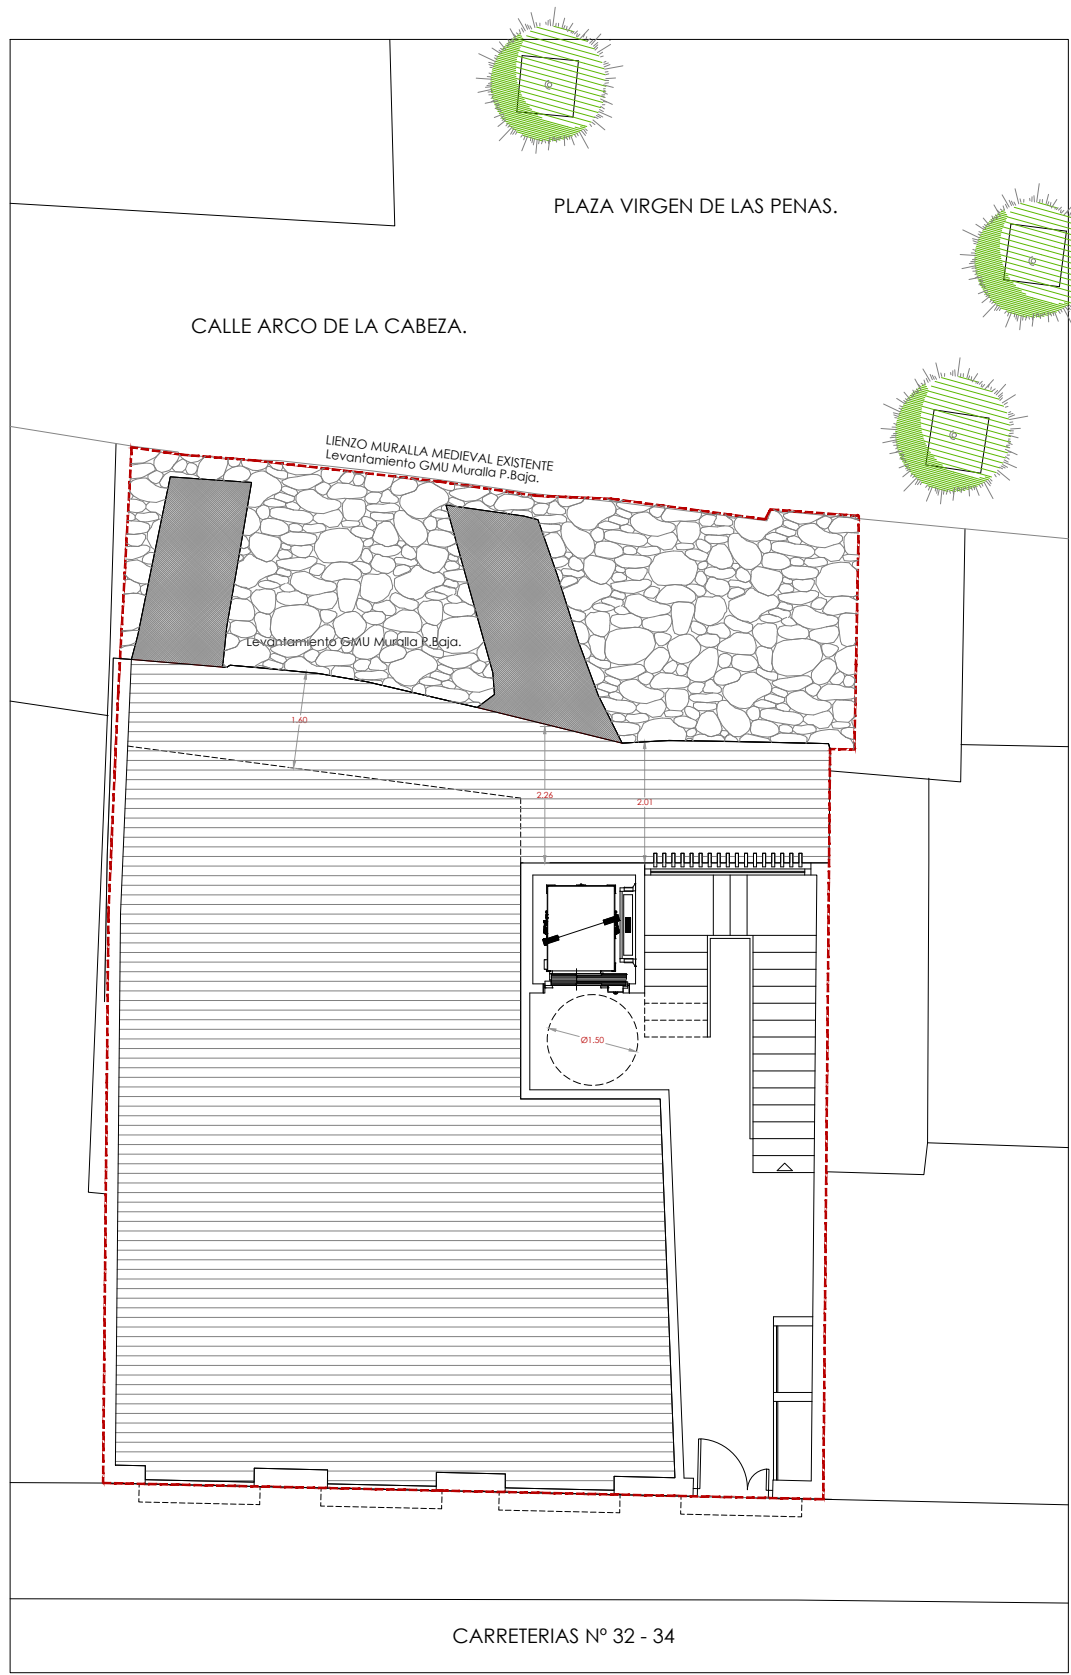 PLAZA VIRGEN DE LAS PENAS.
CALLE ARCO DE LA CABEZA.
LIENZO MURALLA MEDIEVAL EXISTENTE
Levantamiento GMU Muralla P.Baja.
Levantamiento GMU Muralla P.Baja.
1.60
2.26
2.01
Ø1.50
CARRETERIAS Nº 32 - 34